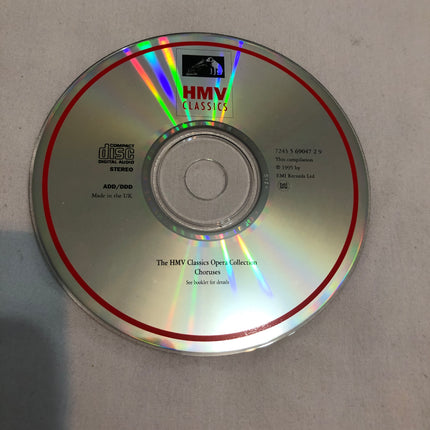 HMV
CLASSICS
COMPACT
disc
DIGITAL AUDIO
STEREO
ADD/DDD
Made in the UK
7243 5 69047 2 9
This compilation
℗ 1995 by
EMI Records Ltd
The HMV Classics Opera Collection
Choruses
See booklet for details